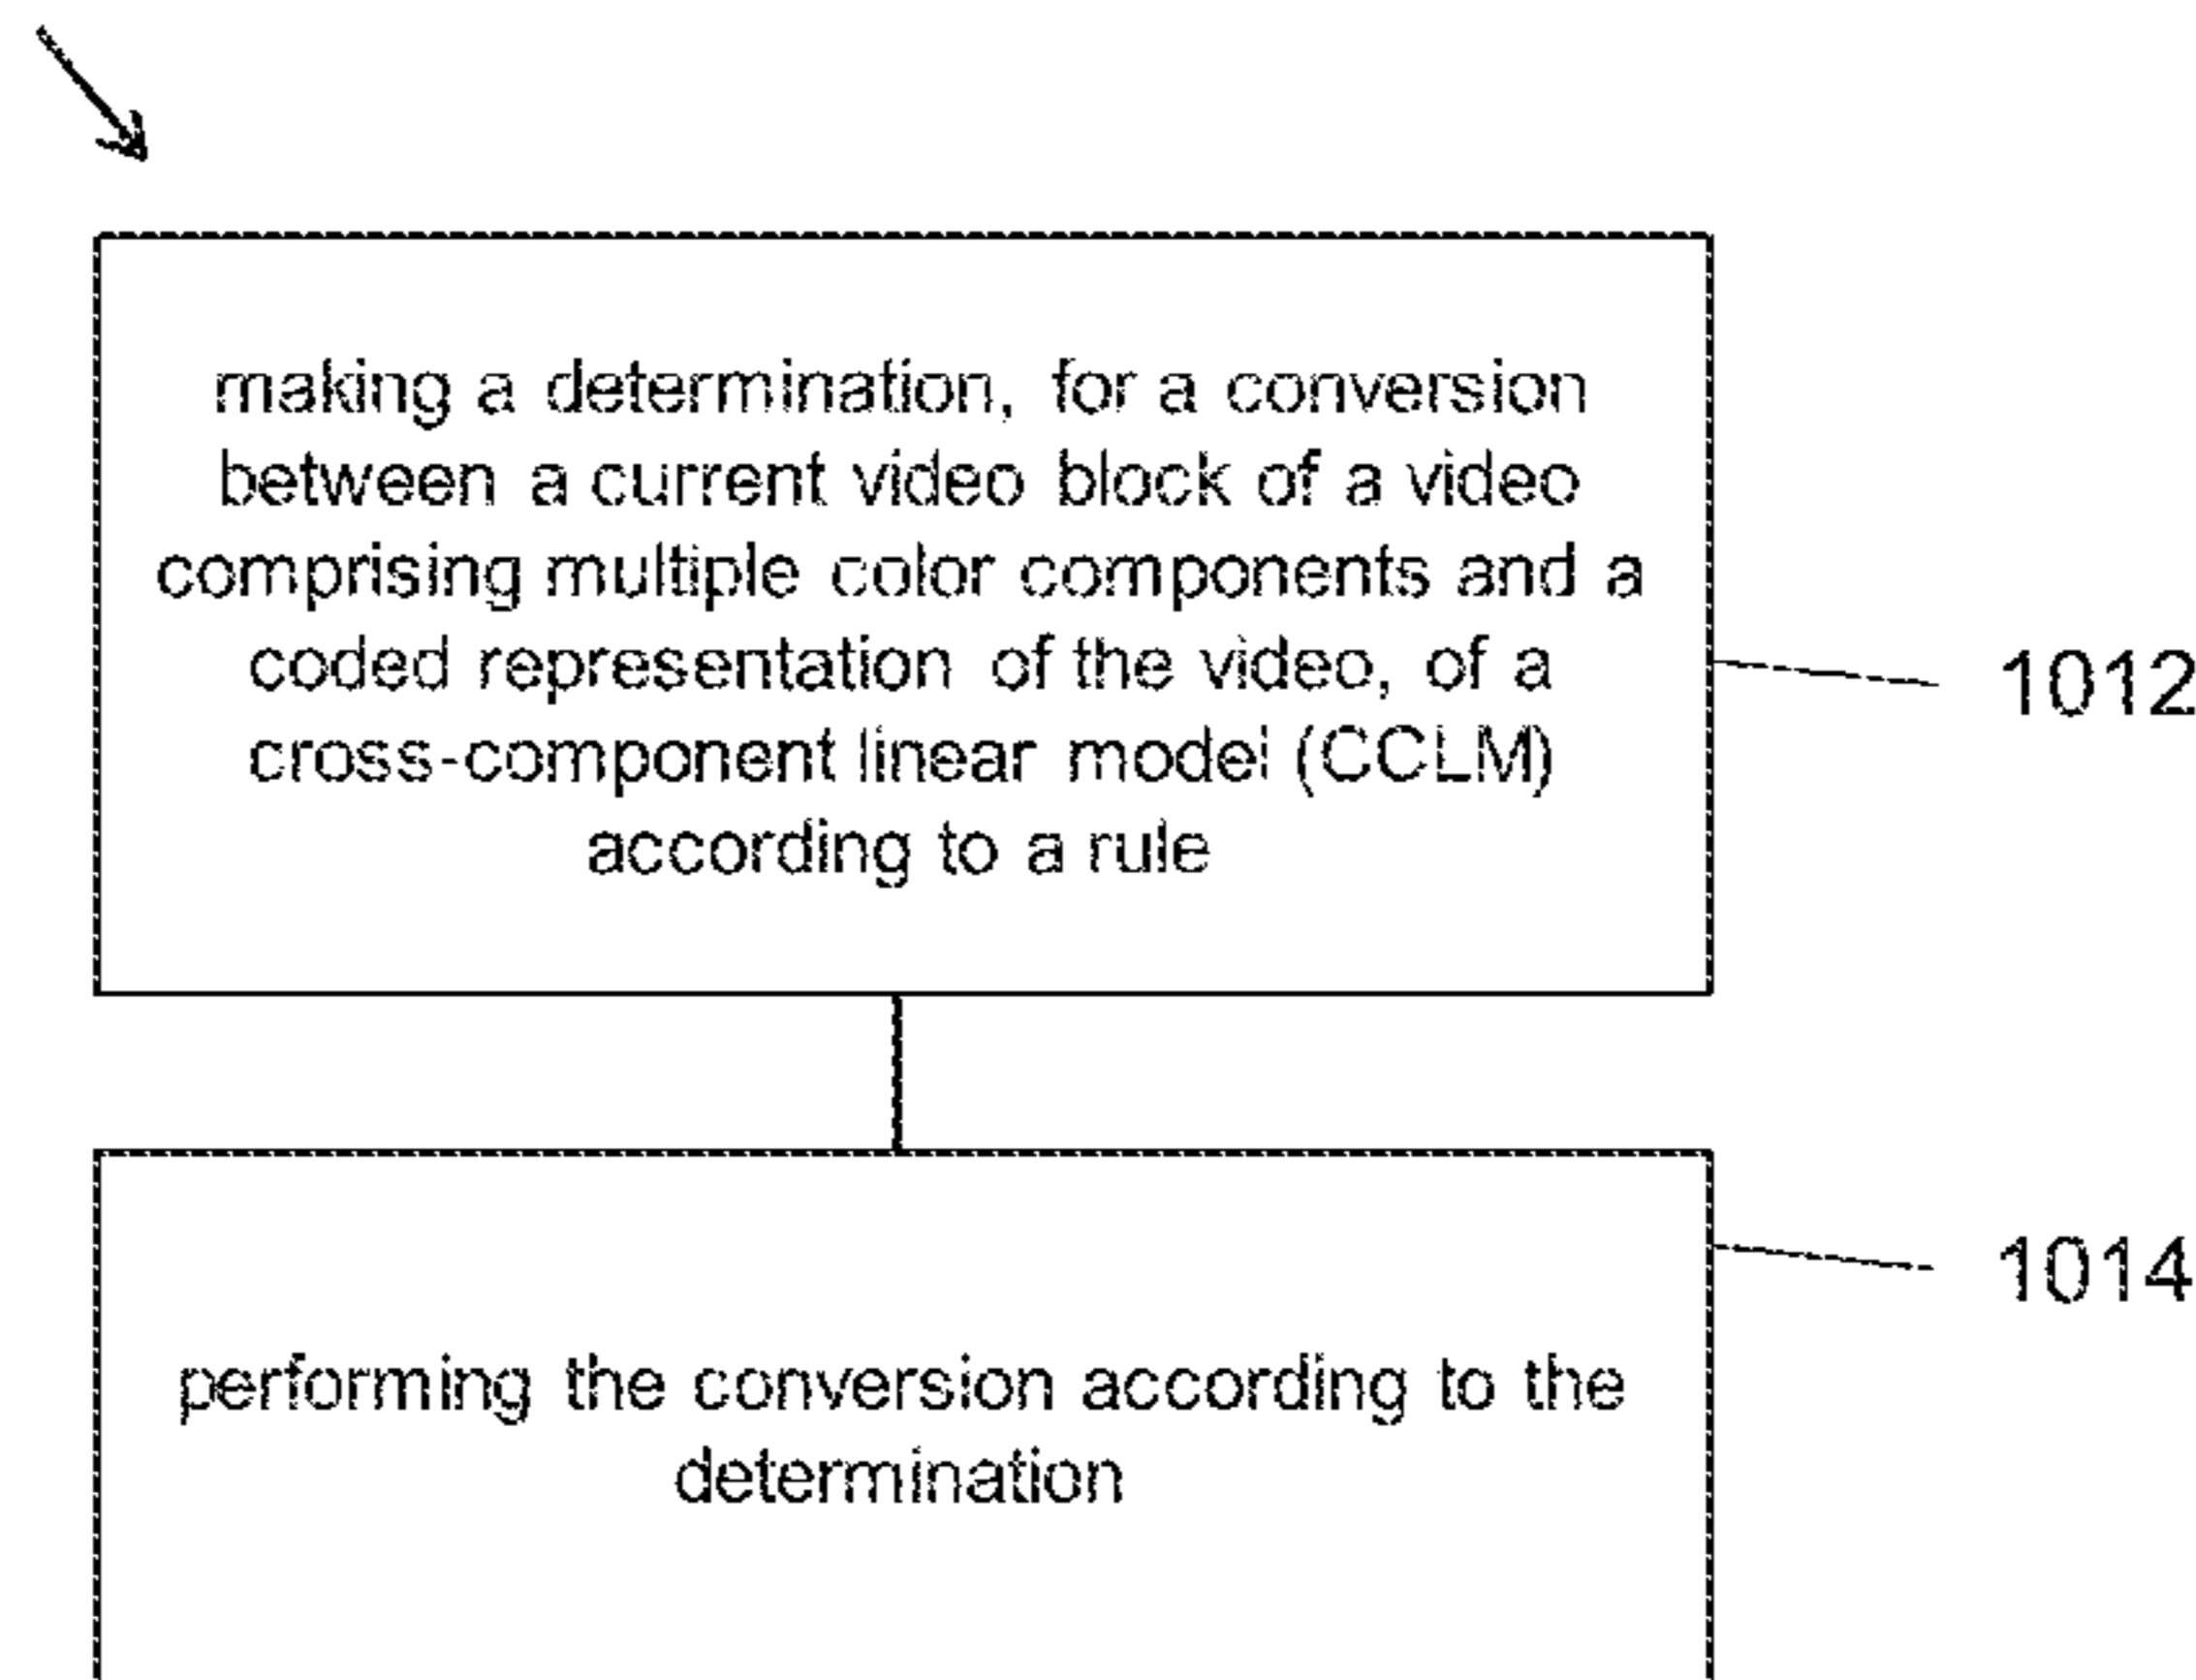 making a determination, for a conversion
between a current video block of a video
comprising multiple color components and a
coded representation of the video, of a
cross-component linear model (CCLM)
according to a rule
1012
1014
performing the conversion according to the
determination